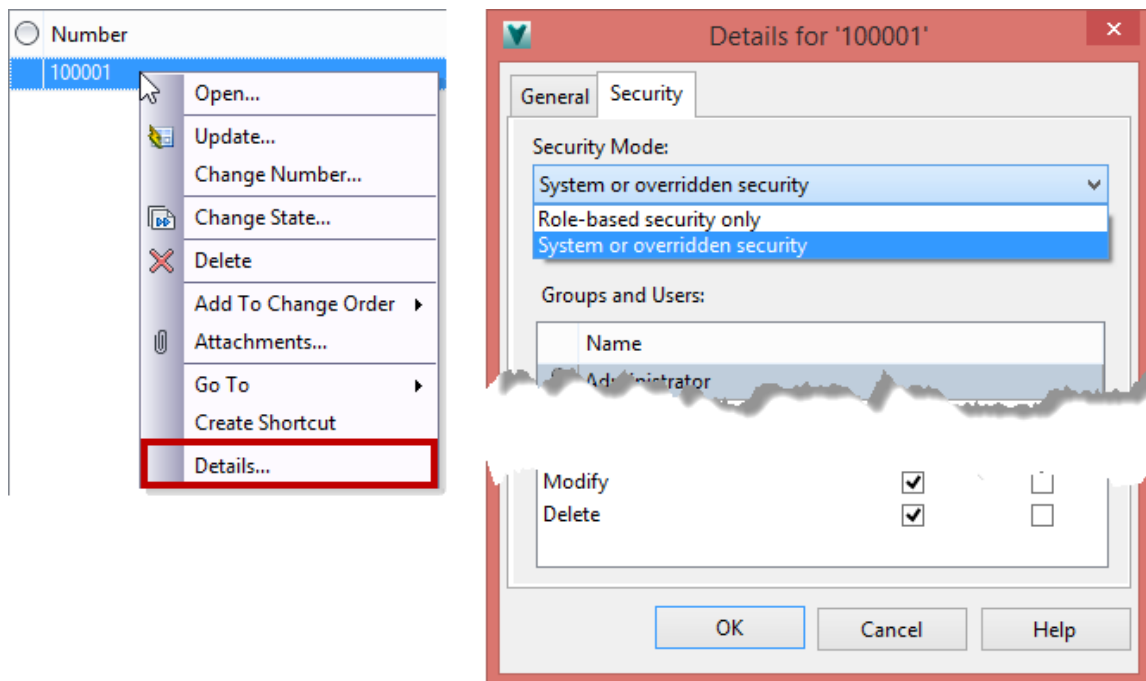 Number
100001
Open...
Update...
Change Number...
Change State...
Delete
Add To Change Order
Attachments...
Go To
Create Shortcut
Details...
Details for '100001'
General Security
Security Mode:
System or overridden security
Role-based security only
System or overridden security
Groups and Users:
Name
Administrator
Modify
Delete
OK Cancel Help